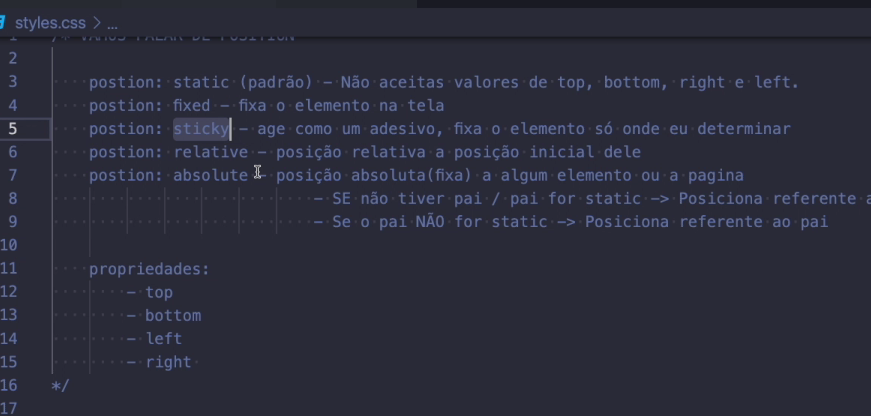 styles.css > ...
1 /* VAMOS FALAR DE POSITION
2
3 postion: static (padrão) - Não aceitas valores de top, bottom, right e left.
4 postion: fixed - fixa o elemento na tela
5 postion: sticky - age como um adesivo, fixa o elemento só onde eu determinar
6 postion: relative - posição relativa a posição inicial dele
7 postion: absolute - posição absoluta(fixa) a algum elemento ou a pagina
8 - SE não tiver pai / pai for static -> Posiciona referente a
9 - Se o pai NÃO for static -> Posiciona referente ao pai
10
11 propriedades:
12 - top
13 - bottom
14 - left
15 - right
16 */
17